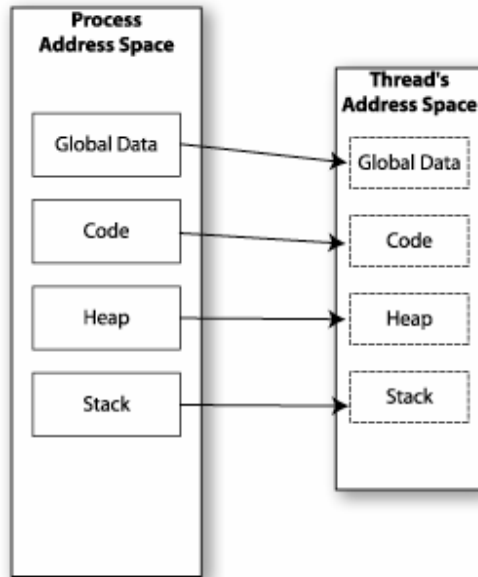 Process
Address Space
Global Data
Code
Heap
Stack
Thread's
Address Space
Global Data
Code
Heap
Stack